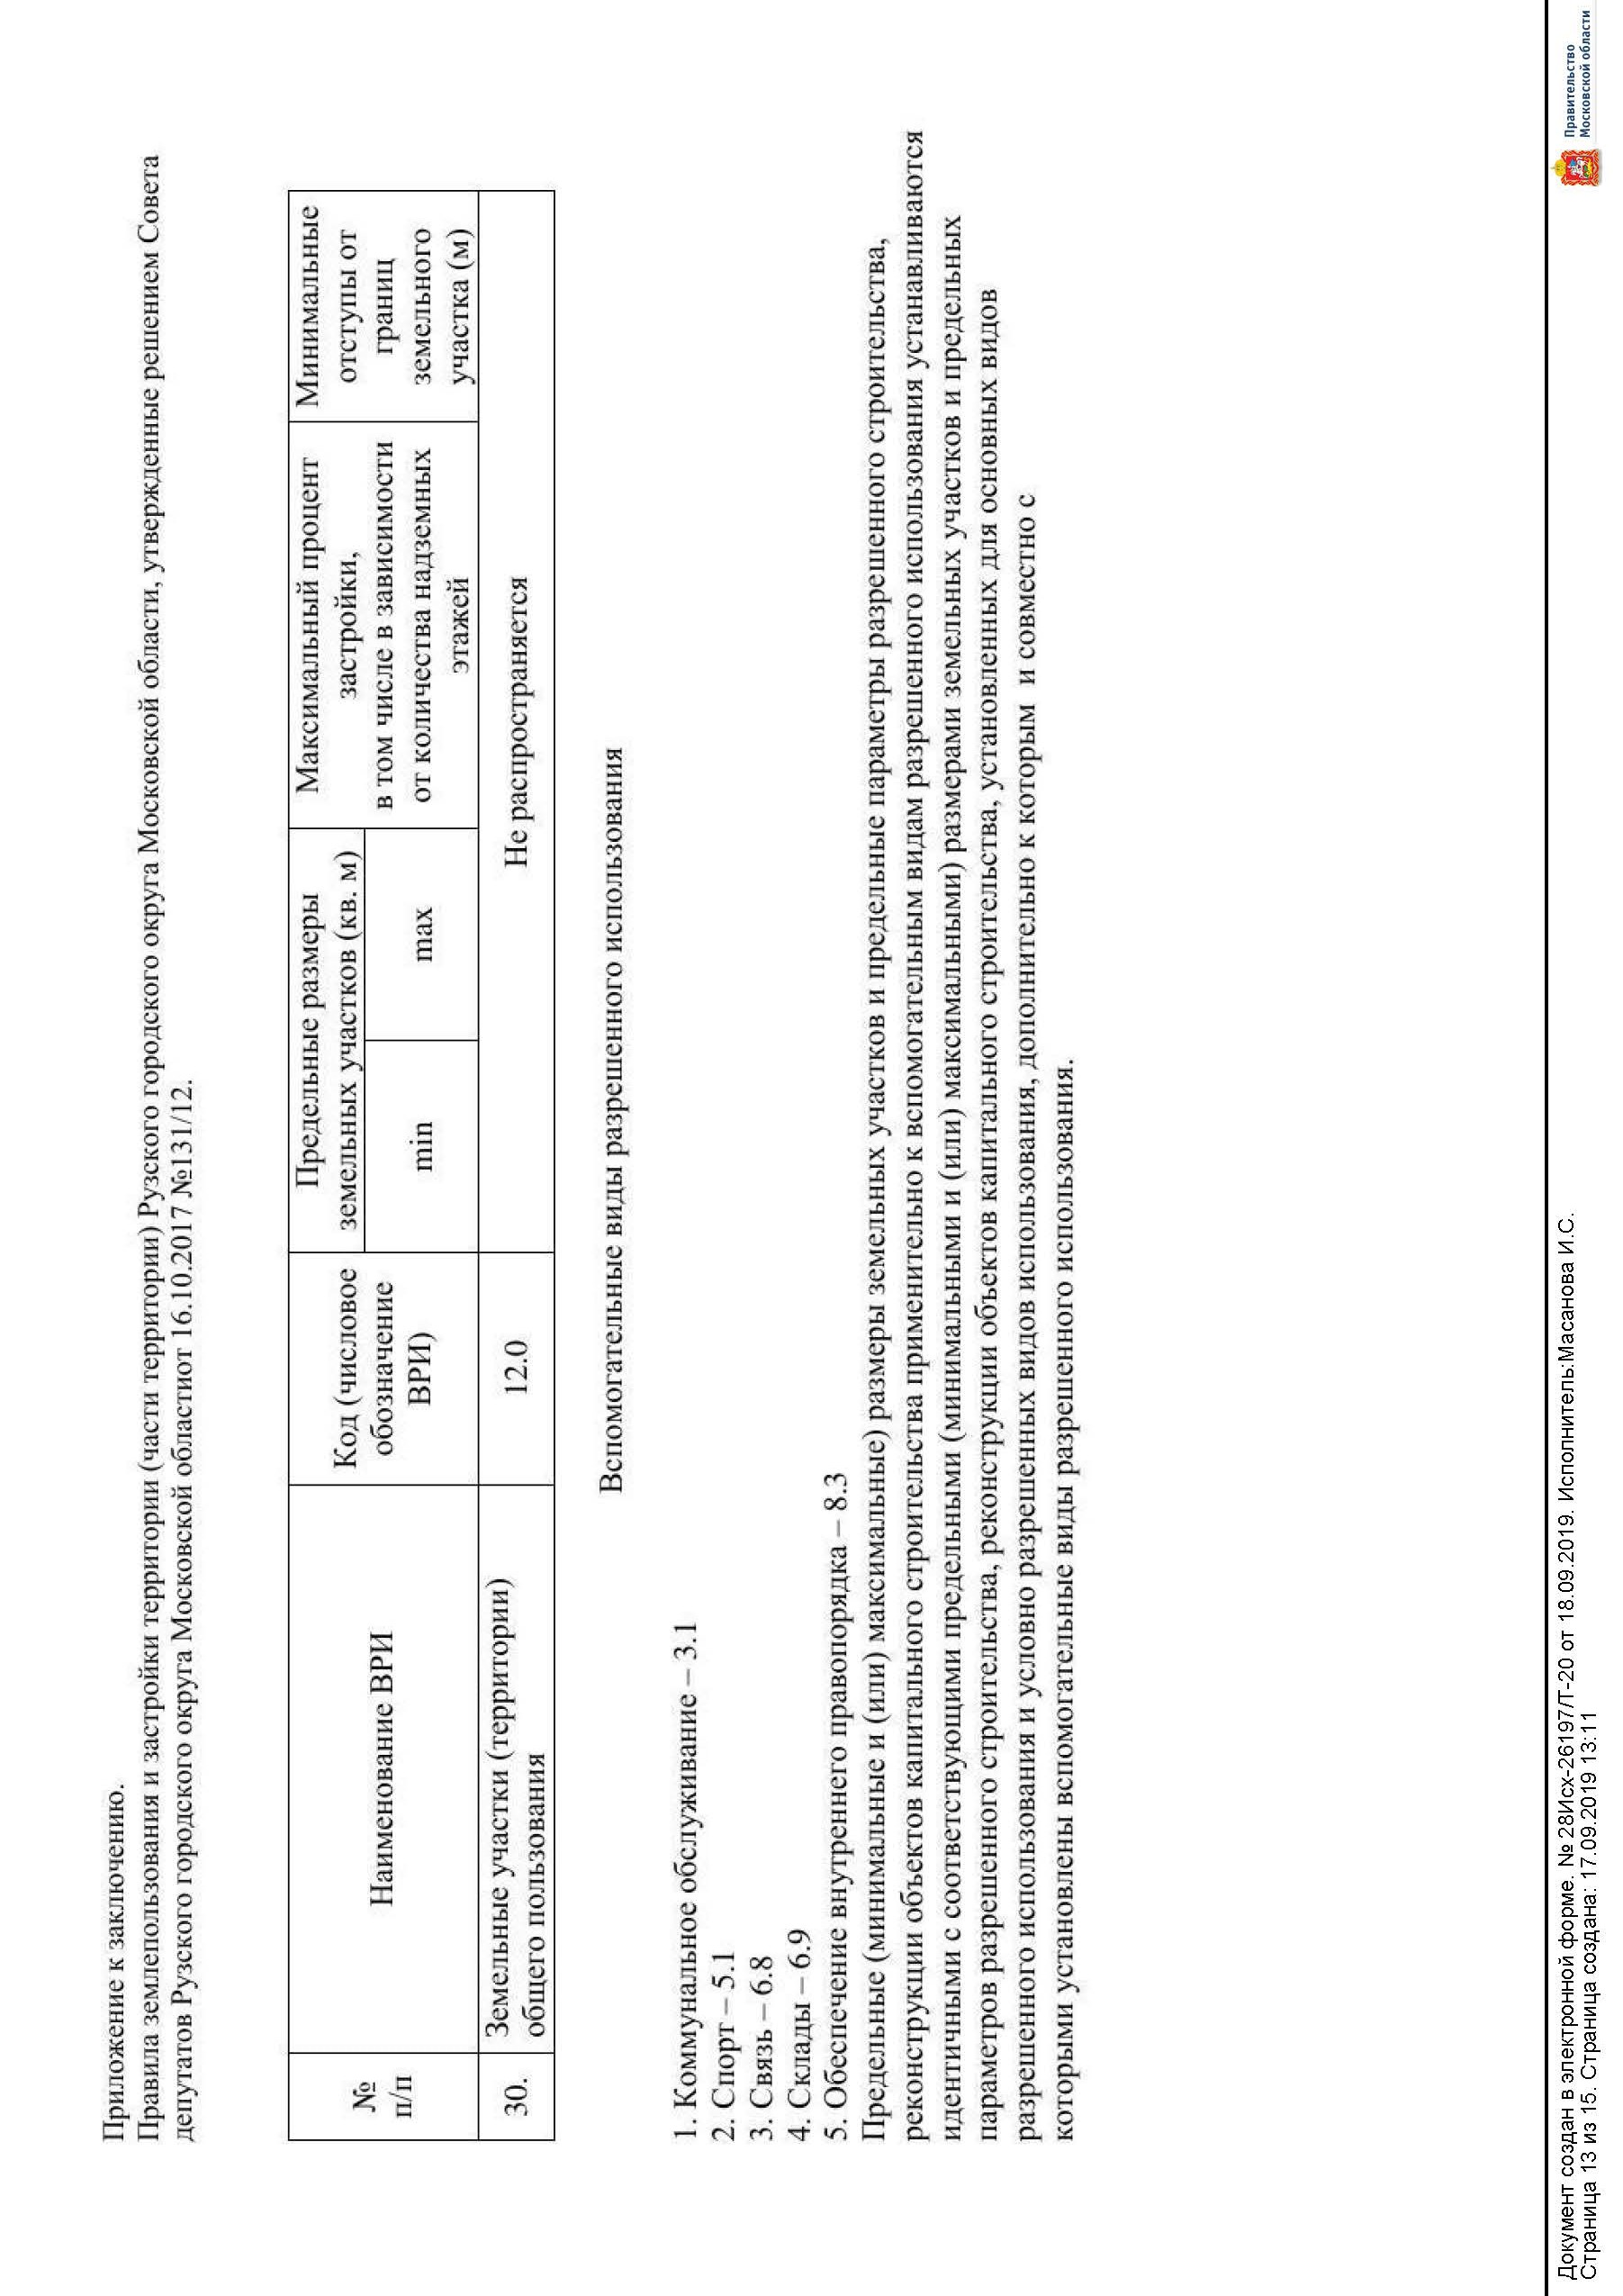 Приложение к заключению.
Правила землепользования и застройки территории (части территории) Рузского городского округа Московской области, утвержденные решением Совета
депутатов Рузского городского округа Московской областиот 16.10.2017 №131/12.
№
п/п
Наименование ВРИ
Код (числовое
обозначение
ВРИ)
Предельные размеры
земельных участков (кв. м)
min
max
Максимальный процент
застройки,
в том числе в зависимости
от количества надземных
этажей
Минимальные
отступы от
границ
земельного
участка (м)
30.
Земельные участки (территории)
общего пользования
12.0
Не распространяется
Вспомогательные виды разрешенного использования
1. Коммунальное обслуживание – 3.1
2. Спорт – 5.1
3. Связь – 6.8
4. Склады – 6.9
5. Обеспечение внутреннего правопорядка – 8.3
Предельные (минимальные и (или) максимальные) размеры земельных участков и предельные параметры разрешенного строительства,
реконструкции объектов капитального строительства применительно к вспомогательным видам разрешенного использования устанавливаются
идентичными с соответствующими предельными (минимальными и (или) максимальными) размерами земельных участков и предельных
параметров разрешенного строительства, реконструкции объектов капитального строительства, установленных для основных видов
разрешенного использования и условно разрешенных видов использования, дополнительно к которым и совместно с
которыми установлены вспомогательные виды разрешенного использования.
Документ создан в электронной форме. № 28Исх-26197/Т-20 от 18.09.2019. Исполнитель:Масанова И.С.
Страница 13 из 15. Страница создана: 17.09.2019 13:11
Правительство
Московской области